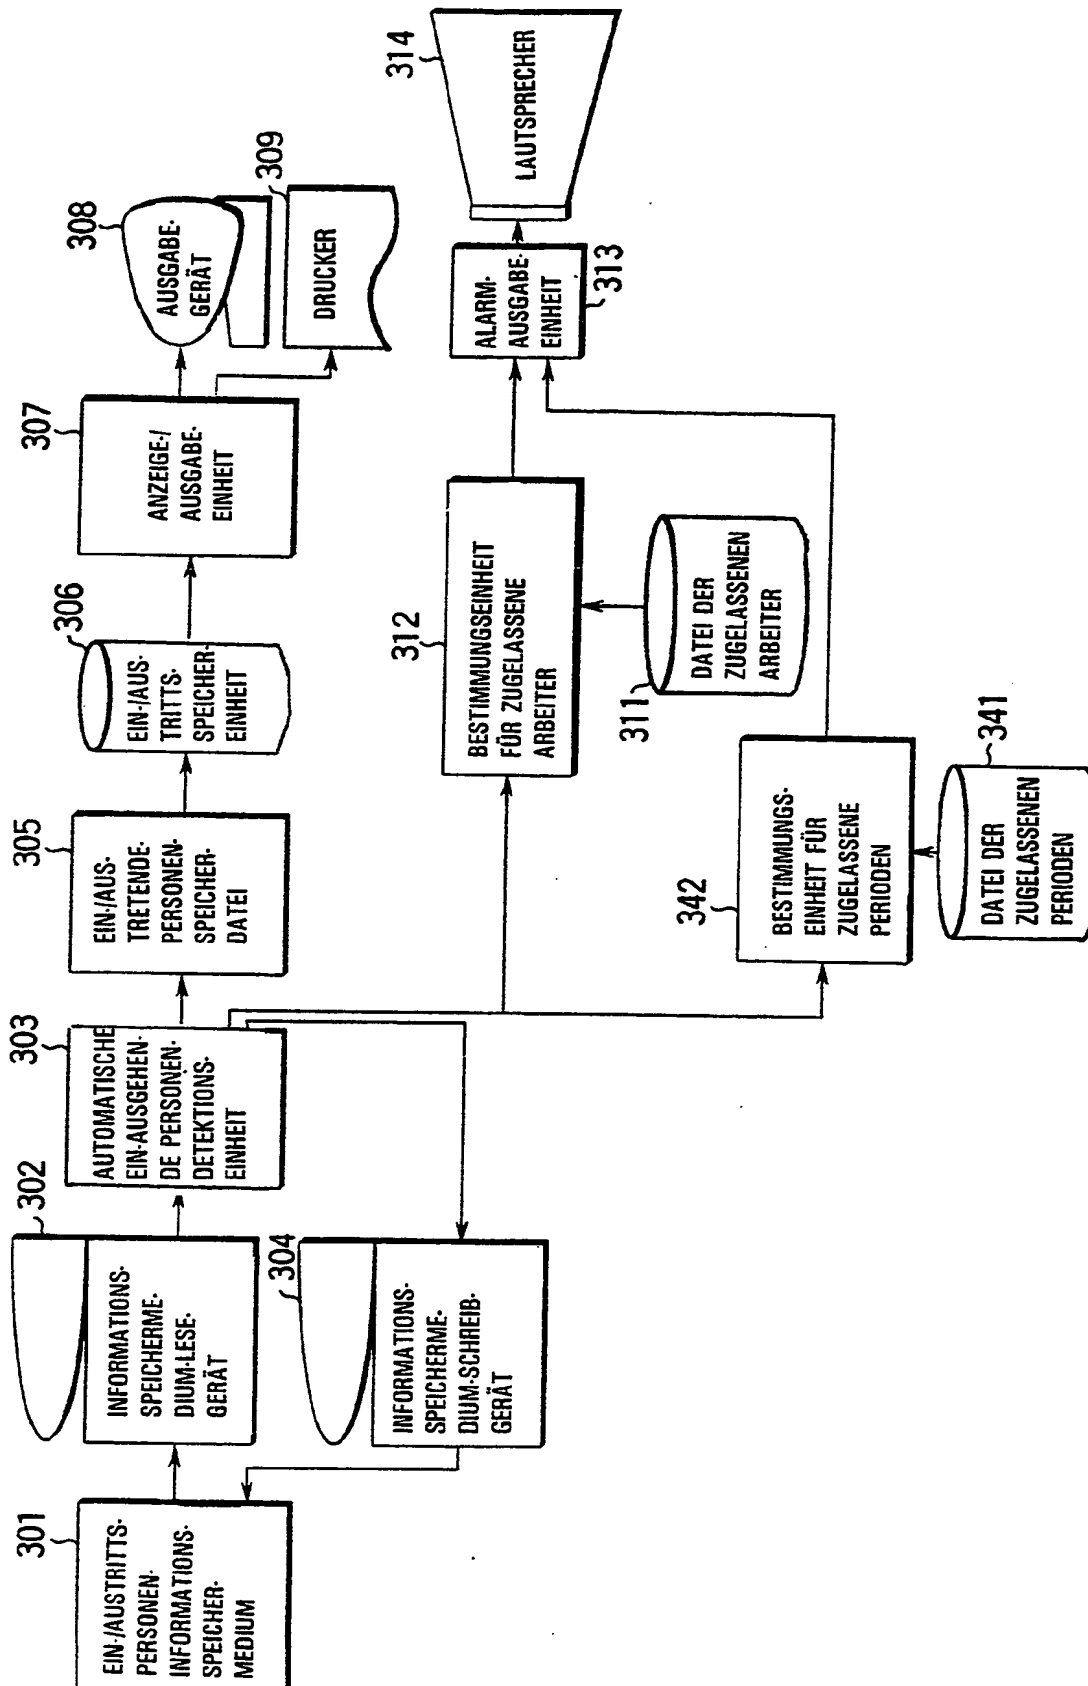 301
EIN-/AUSTRITTS-
PERSONEN-
INFORMATIONS-
SPEICHER-
MEDIUM
302
INFORMATIONS-
SPEICHERME-
DIUM-LESE-
GERÄT
304
INFORMATIONS-
SPEICHERME-
DIUM-SCHREIB-
GERÄT
303
AUTOMATISCHE
EIN-AUSGEHEN-
DE PERSONEN-
DETEKTIONS-
EINHEIT
305
EIN-/AUS-
TRETENDE-
PERSONEN-
SPEICHER-
DATEI
306
EIN-/AUS-
TRITTS-
SPEICHER-
EINHEIT
307
ANZEIGE-/
AUSGABE-
EINHEIT
308
AUSGABE-
GERÄT
309
DRUCKER
312
BESTIMMUNGSEINHEIT
FÜR ZUGELASSENE
ARBEITER
311
DATEI DER
ZUGELASSENEN
ARBEITER
342
BESTIMMUNGS-
EINHEIT FÜR
ZUGELASSENE
PERIODEN
341
DATEI DER
ZUGELASSENEN
PERIODEN
313
ALARM-
AUSGABE-
EINHEIT
314
LAUTSPRECHER